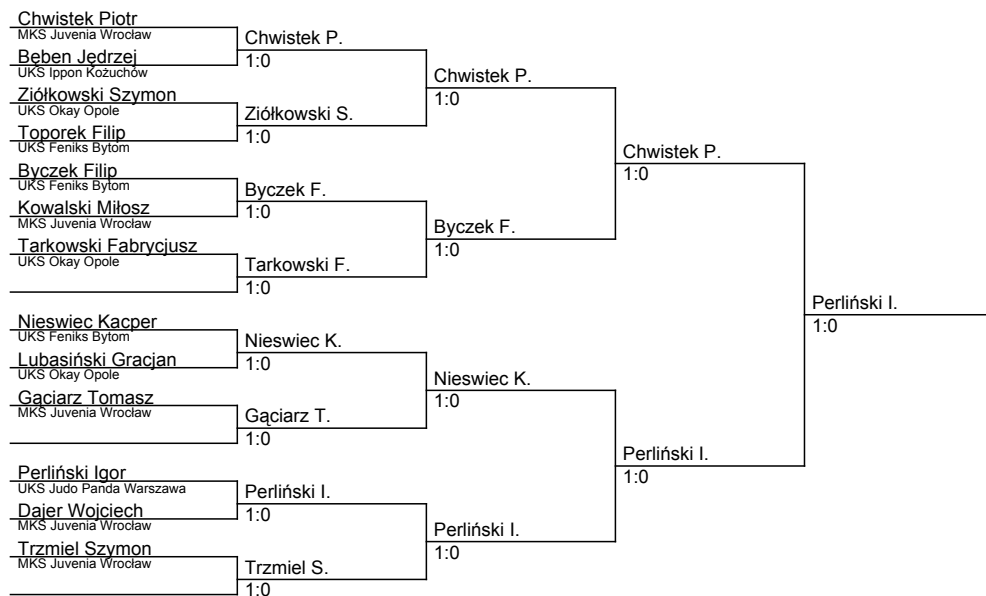 Chwistek Piotr
MKS Juvenia Wrocław
Bęben Jędrzej
UKS Ippon Kożuchów
Ziółkowski Szymon
UKS Okay Opole
Toporek Filip
UKS Feniks Bytom
Byczek Filip
UKS Feniks Bytom
Kowalski Miłosz
MKS Juvenia Wrocław
Tarkowski Fabrycjusz
UKS Okay Opole
Nieswiec Kacper
UKS Feniks Bytom
Lubasiński Gracjan
UKS Okay Opole
Gąciarz Tomasz
MKS Juvenia Wrocław
Perliński Igor
UKS Judo Panda Warszawa
Dajer Wojciech
MKS Juvenia Wrocław
Trzmiel Szymon
MKS Juvenia Wrocław
Chwistek P.
1:0
Ziółkowski S.
1:0
Byczek F.
1:0
Tarkowski F.
1:0
Nieswiec K.
1:0
Gąciarz T.
1:0
Perliński I.
1:0
Trzmiel S.
1:0
Chwistek P.
1:0
Byczek F.
1:0
Nieswiec K.
1:0
Perliński I.
1:0
Chwistek P.
1:0
Perliński I.
1:0
Perliński I.
1:0